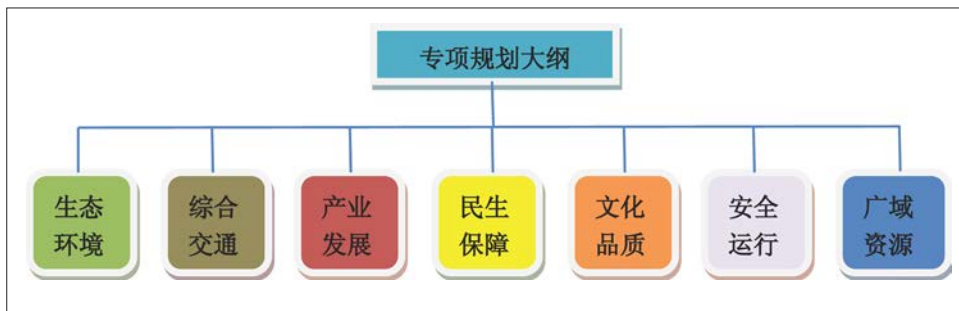 专项规划大纲
生态
环境
综合
交通
产业
发展
民生
保障
文化
品质
安全
运行
广域
资源